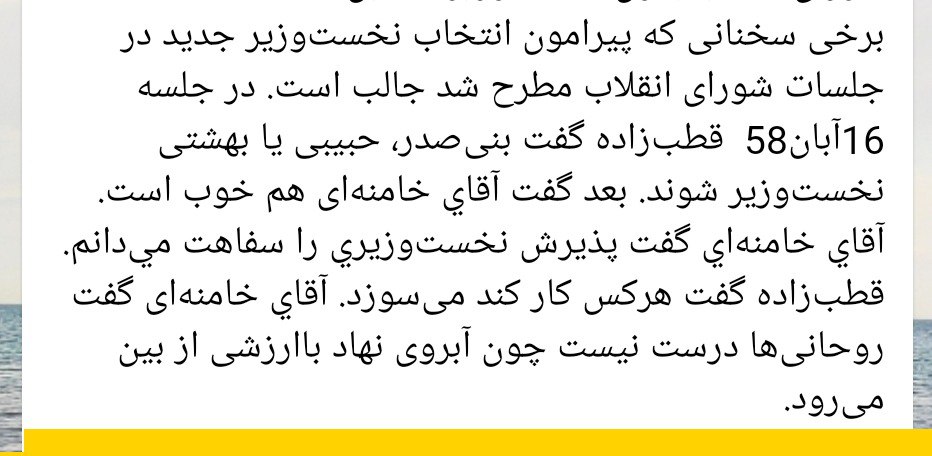 برخی سخنانی که پیرامون انتخاب نخست‌وزیر جدید در
جلسات شورای انقلاب مطرح شد جالب است. در جلسه
16آبان58 قطب‌زاده گفت بنی‌صدر، حبیبی یا بهشتی
نخست‌وزیر شوند. بعد گفت آقاي خامنه‌ای هم خوب است.
آقاي خامنه‌اي گفت پذیرش نخست‌وزیري را سفاهت مي‌دانم.
قطب‌زاده گفت هرکس کار کند می‌سوزد. آقاي خامنه‌ای گفت
روحانی‌ها درست نیست چون آبروی نهاد باارزشی از بین
می‌رود.